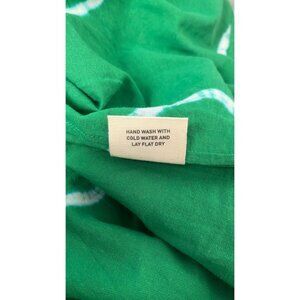 HAND WASH WITH
COLD WATER AND
LAY FLAT DRY